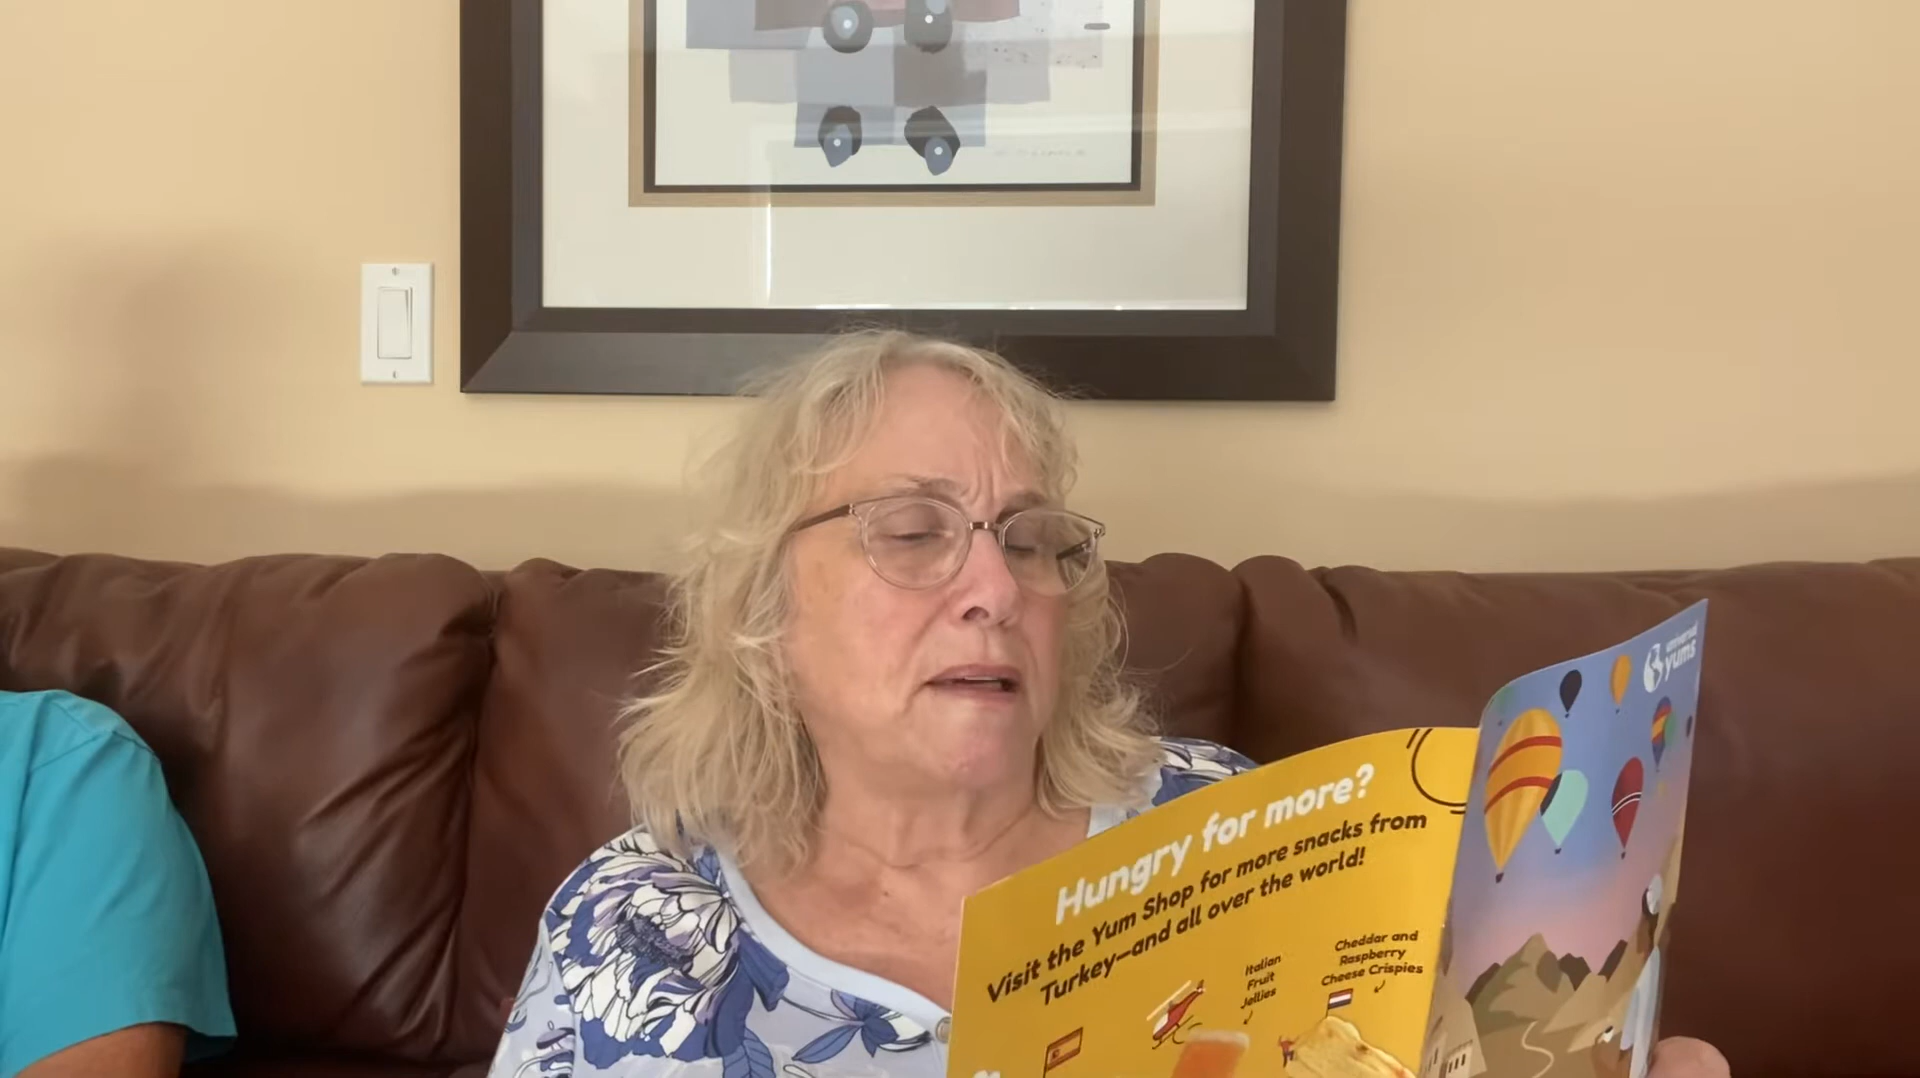 Hungry for more?
Visit the Yum Shop for more snacks from
Turkey—and all over the world!
Italian
Fruit
Jellies
Cheddar and
Raspberry
Cheese Crispies
universal
yums